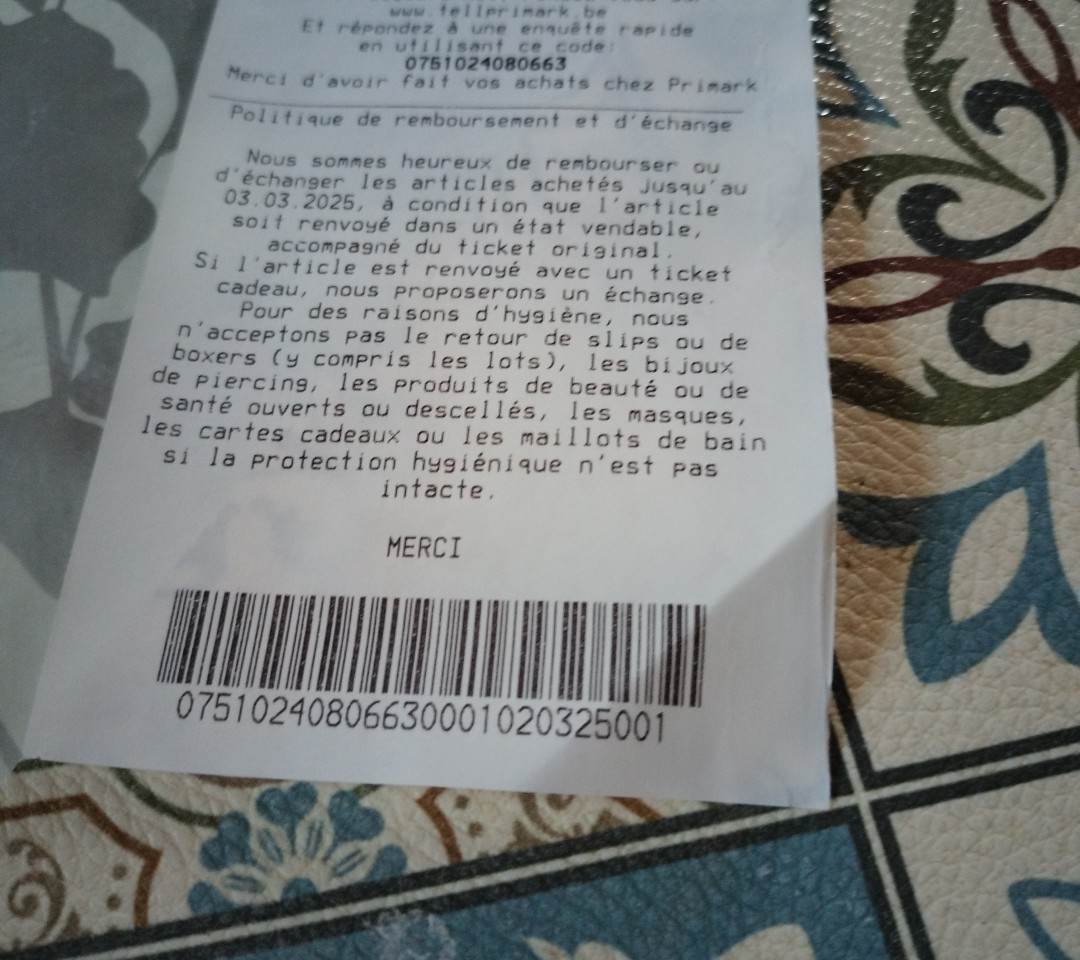 www.tellprimark.be
Et répondez à une enquête rapide
en utilisant ce code:
0751024080663
Merci d'avoir fait vos achats chez Primark
Politique de remboursement et d'échange
Nous sommes heureux de rembourser ou
d'échanger les articles achetés jusqu'au
03.03.2025, à condition que l'article
soit renvoyé dans un état vendable,
accompagné du ticket original.
Si l'article est renvoyé avec un ticket
cadeau, nous proposerons un échange.
Pour des raisons d'hygiène, nous
n'acceptons pas le retour de slips ou de
boxers (y compris les lots), les bijoux
de piercing, les produits de beauté ou de
santé ouverts ou descellés, les masques,
les cartes cadeaux ou les maillots de bain
si la protection hygiénique n'est pas
intacte.
MERCI
07510240806630001020325001